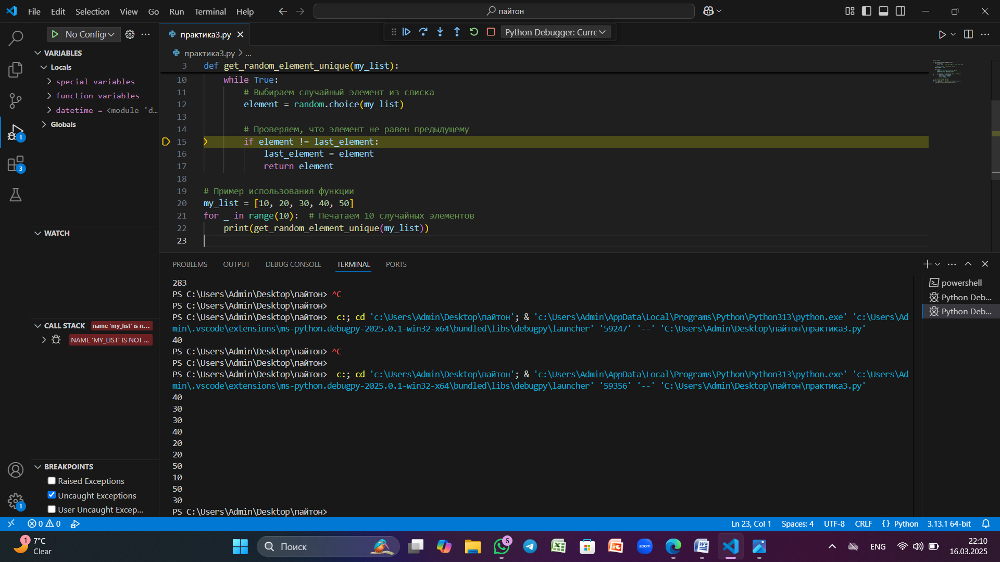 File Edit Selection View Go Run Terminal Help
пайтон
No Config
практика3.py
Python Debugger: Curre
VARIABLES
Locals
special variables
function variables
datetime = <module 'd...
Globals
WATCH
CALL STACK name 'my_list' is n...
NAME 'MY_LIST' IS NOT ...
BREAKPOINTS
Raised Exceptions
Uncaught Exceptions
User Uncaught Excep...
практика3.py > ...
3 def get_random_element_unique(my_list):
10 while True:
11 # Выбираем случайный элемент из списка
12 element = random.choice(my_list)
13
14 # Проверяем, что элемент не равен предыдущему
15 if element != last_element:
16 last_element = element
17 return element
18
19 # Пример использования функции
20 my_list = [10, 20, 30, 40, 50]
21 for _ in range(10): # Печатаем 10 случайных элементов
22 print(get_random_element_unique(my_list))
23
PROBLEMS OUTPUT DEBUG CONSOLE TERMINAL PORTS
283
PS C:\Users\Admin\Desktop\пайтон> ^C
PS C:\Users\Admin\Desktop\пайтон>
PS C:\Users\Admin\Desktop\пайтон> c:; cd 'c:\Users\Admin\Desktop\пайтон'; & 'c:\Users\Admin\AppData\Local\Programs\Python\Python313\python.exe' 'c:\Users\Ad
min\.vscode\extensions\ms-python.debugpy-2025.0.1-win32-x64\bundled\libs\debugpy\launcher' '59247' '--' 'C:\Users\Admin\Desktop\пайтон\практика3.py'
40
PS C:\Users\Admin\Desktop\пайтон> ^C
PS C:\Users\Admin\Desktop\пайтон>
PS C:\Users\Admin\Desktop\пайтон> c:; cd 'c:\Users\Admin\Desktop\пайтон'; & 'c:\Users\Admin\AppData\Local\Programs\Python\Python313\python.exe' 'c:\Users\Ad
min\.vscode\extensions\ms-python.debugpy-2025.0.1-win32-x64\bundled\libs\debugpy\launcher' '59356' '--' 'C:\Users\Admin\Desktop\пайтон\практика3.py'
40
30
30
40
20
20
50
10
50
30
PS C:\Users\Admin\Desktop\пайтон>
powershell
Python Deb...
Python Deb...
1
3
1
0 0
Ln 23, Col 1 Spaces: 4 UTF-8 CRLF {} Python 3.13.1 64-bit
1
7°C
Clear
Поиск
6
zoom
ENG
22:10
16.03.2025